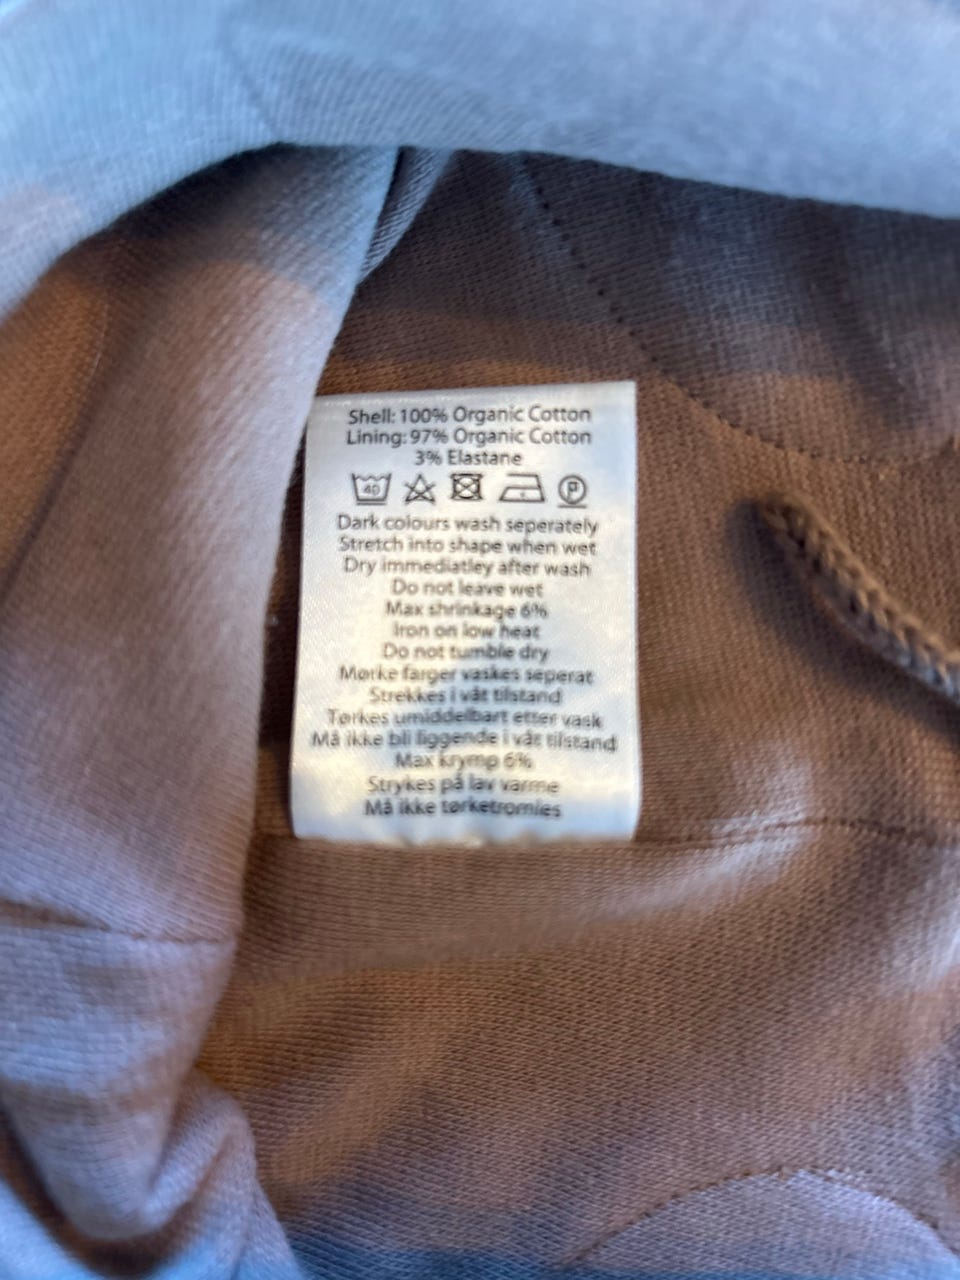 Shell: 100% Organic Cotton
Lining: 97% Organic Cotton
3% Elastane
40 P
Dark colours wash seperately
Stretch into shape when wet
Dry immediatley after wash
Do not leave wet
Max shrinkage 6%
Iron on low heat
Do not tumble dry
Mørke farger vaskes seperat
Strekkes i våt tilstand
Tørkes umiddelbart etter vask
Må ikke bli liggende i våt tilstand
Max krymp 6%
Strykes på lav varme
Må ikke tørketromles